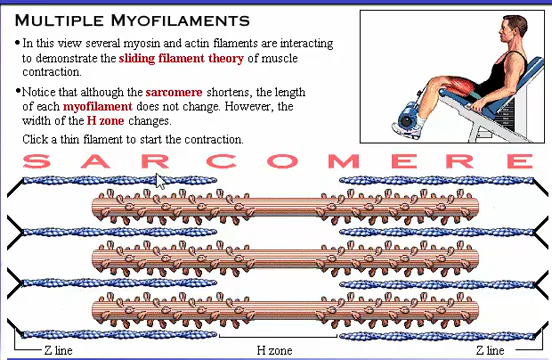 MULTIPLE MYOFILAMENTS
• In this view several myosin and actin filaments are interacting
to demonstrate the sliding filament theory of muscle
contraction.
• Notice that although the sarcomere shortens, the length
of each myofilament does not change. However, the
width of the H zone changes.
Click a thin filament to start the contraction.
SARCOMERE
Z line H zone Z line